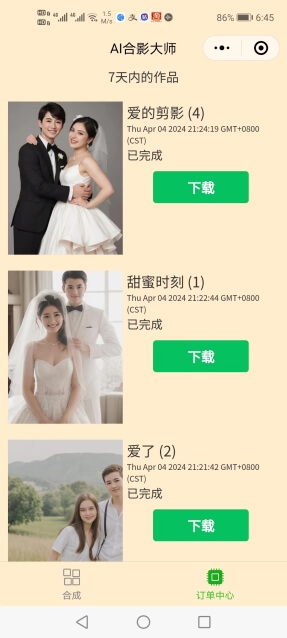 1.5 M/s
86%
6:45
AI合影大师
7天内的作品
爱的剪影 (4)
Thu Apr 04 2024 21:24:19 GMT+0800
(CST)
已完成
下载
甜蜜时刻 (1)
Thu Apr 04 2024 21:22:44 GMT+0800
(CST)
已完成
下载
爱了 (2)
Thu Apr 04 2024 21:21:42 GMT+0800
(CST)
已完成
下载
合成
订单中心